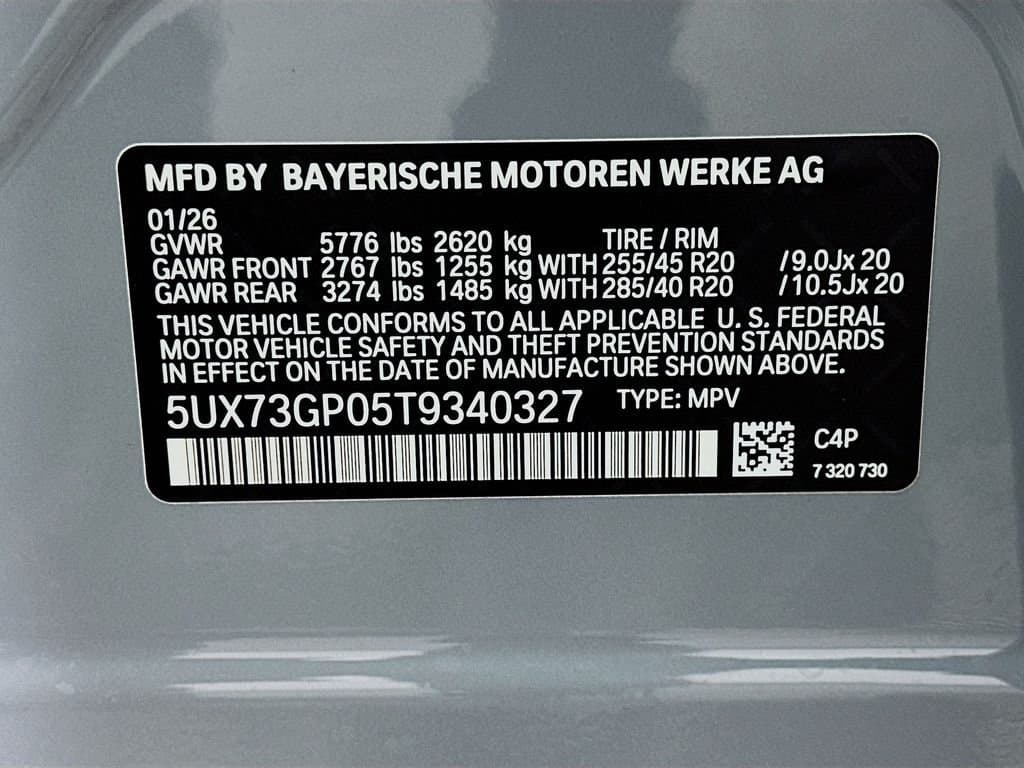 MFD BY BAYERISCHE MOTOREN WERKE AG
01/26
GVWR 5776 lbs 2620 kg TIRE / RIM
GAWR FRONT 2767 lbs 1255 kg WITH 255/45 R20 /9.0Jx 20
GAWR REAR 3274 lbs 1485 kg WITH 285/40 R20 /10.5Jx 20
THIS VEHICLE CONFORMS TO ALL APPLICABLE U. S. FEDERAL
MOTOR VEHICLE SAFETY AND THEFT PREVENTION STANDARDS
IN EFFECT ON THE DATE OF MANUFACTURE SHOWN ABOVE.
5UX73GP05T9340327 TYPE: MPV
C4P
7 320 730